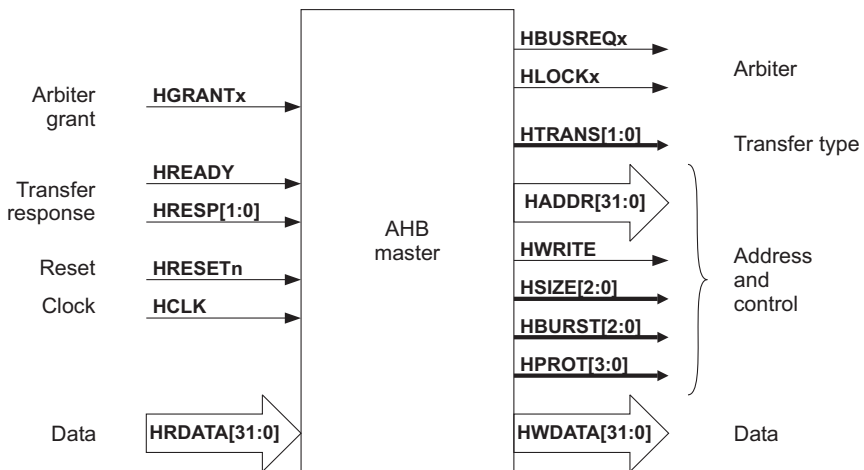 Arbiter
grant
HGRANTx
Transfer
response
HREADY
HRESP[1:0]
Reset
HRESETn
Clock
HCLK
Data
HRDATA[31:0]
AHB
master
HBUSREQx
HLOCKx
Arbiter
HTRANS[1:0]
Transfer type
HADDR[31:0]
HWRITE
HSIZE[2:0]
HBURST[2:0]
HPROT[3:0]
Address
and
control
HWDATA[31:0]
Data